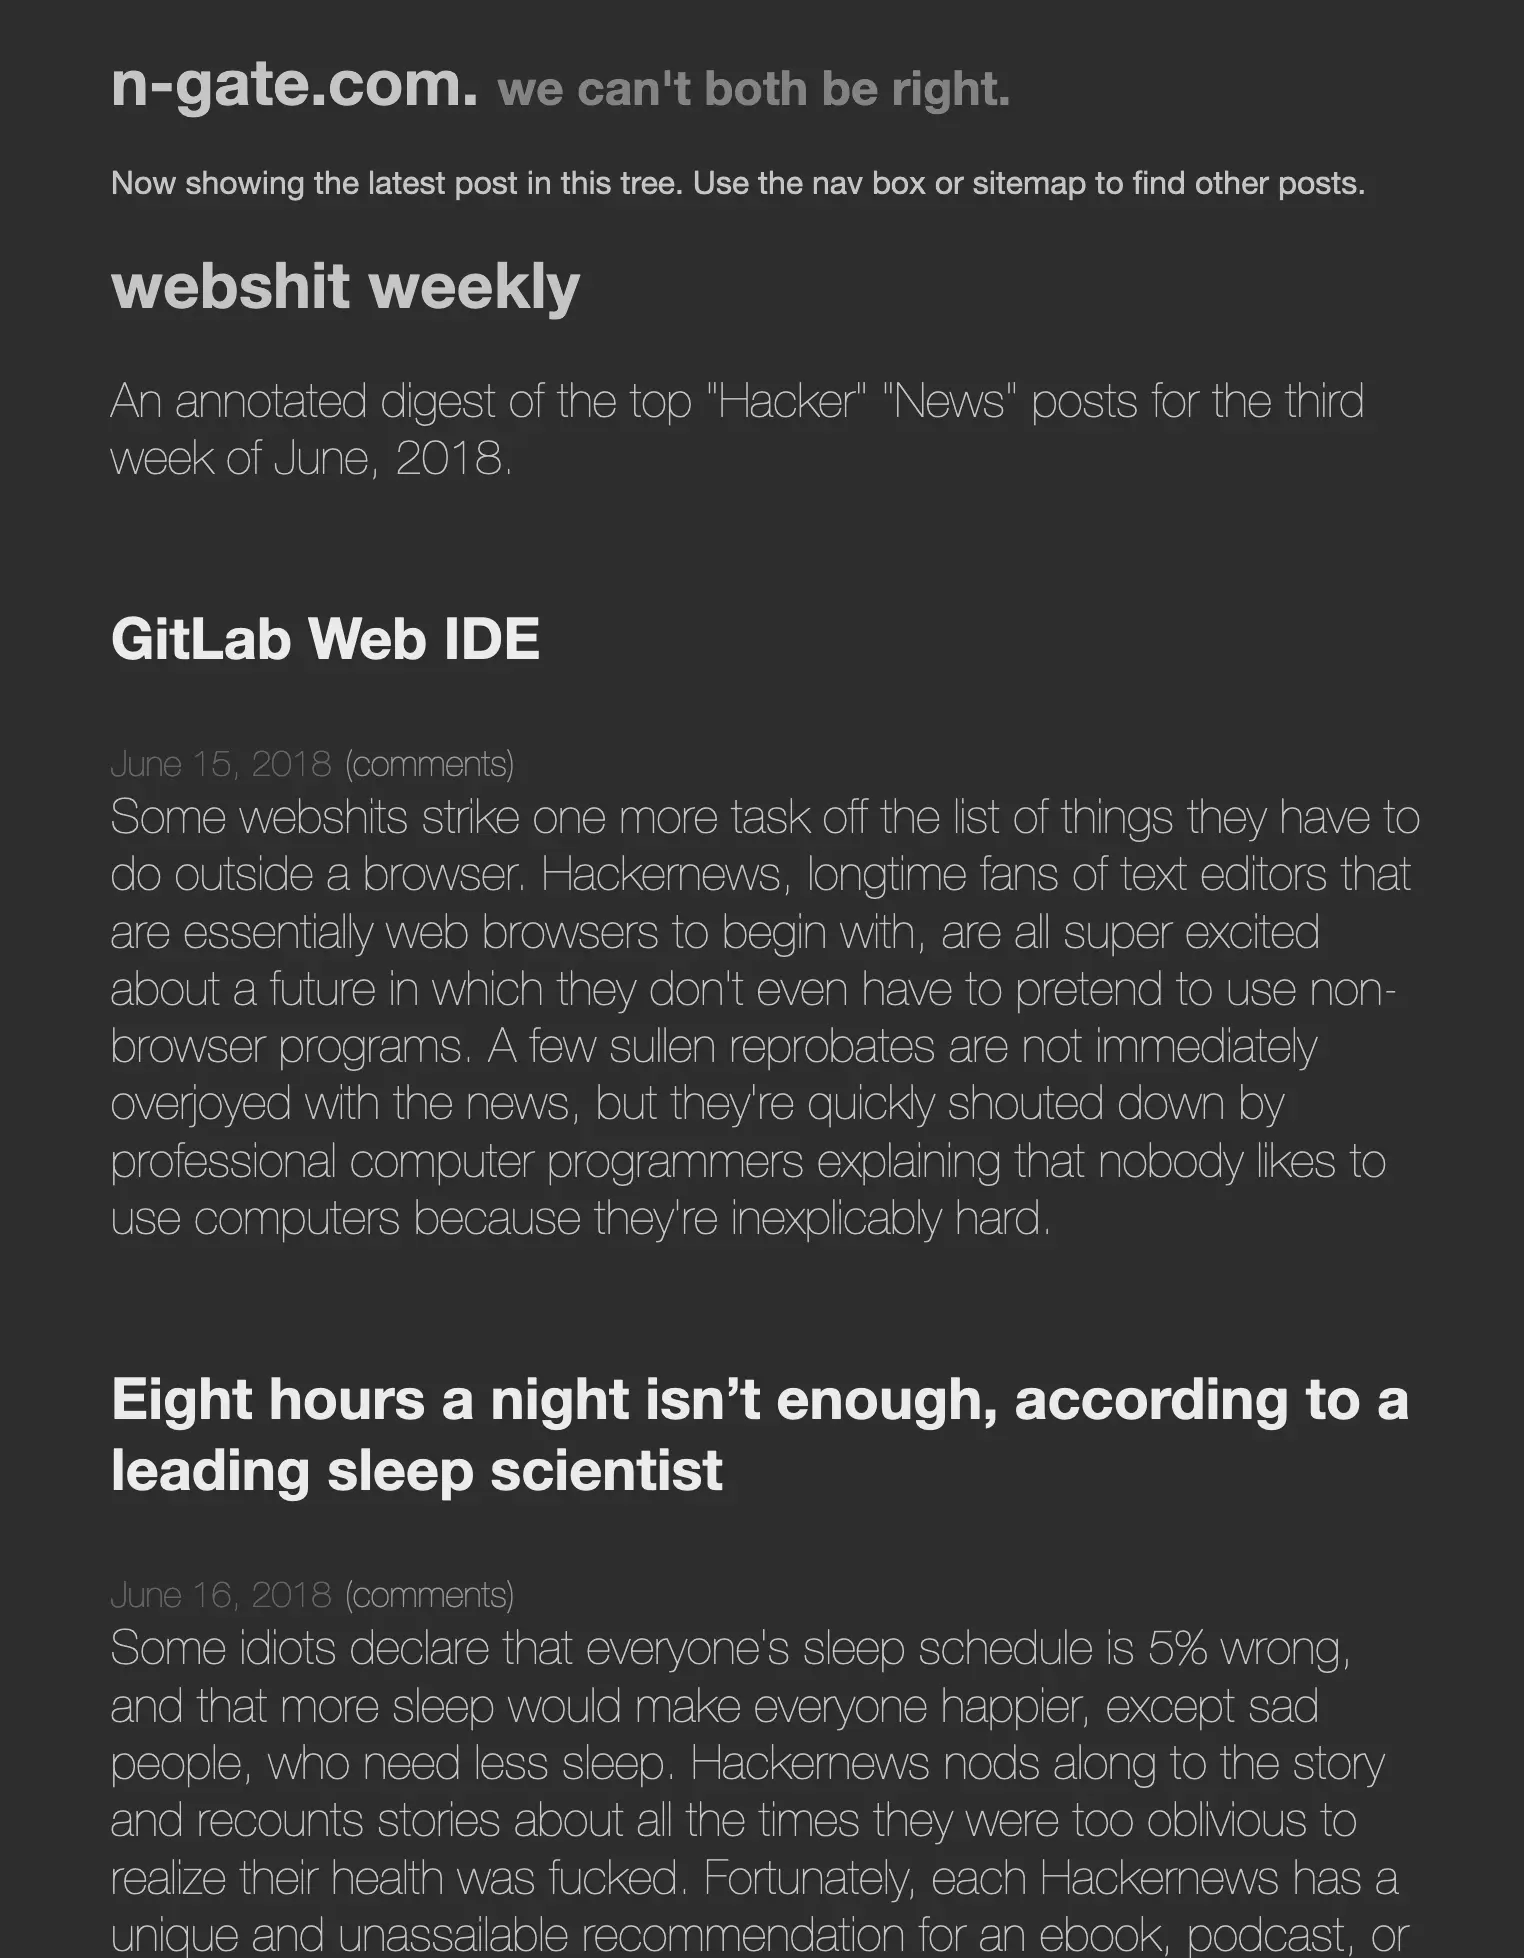 n-gate.com. we can't both be right.
Now showing the latest post in this tree. Use the nav box or sitemap to find other posts.
webshit weekly
An annotated digest of the top "Hacker" "News" posts for the third
week of June, 2018.
GitLab Web IDE
June 15, 2018 (comments)
Some webshits strike one more task off the list of things they have to
do outside a browser. Hackernews, longtime fans of text editors that
are essentially web browsers to begin with, are all super excited
about a future in which they don't even have to pretend to use non-
browser programs. A few sullen reprobates are not immediately
overjoyed with the news, but they're quickly shouted down by
professional computer programmers explaining that nobody likes to
use computers because they're inexplicably hard.
Eight hours a night isn’t enough, according to a
leading sleep scientist
June 16, 2018 (comments)
Some idiots declare that everyone's sleep schedule is 5% wrong,
and that more sleep would make everyone happier, except sad
people, who need less sleep. Hackernews nods along to the story
and recounts stories about all the times they were too oblivious to
realize their health was fucked. Fortunately, each Hackernews has a
unique and unassailable recommendation for an ebook, podcast, or